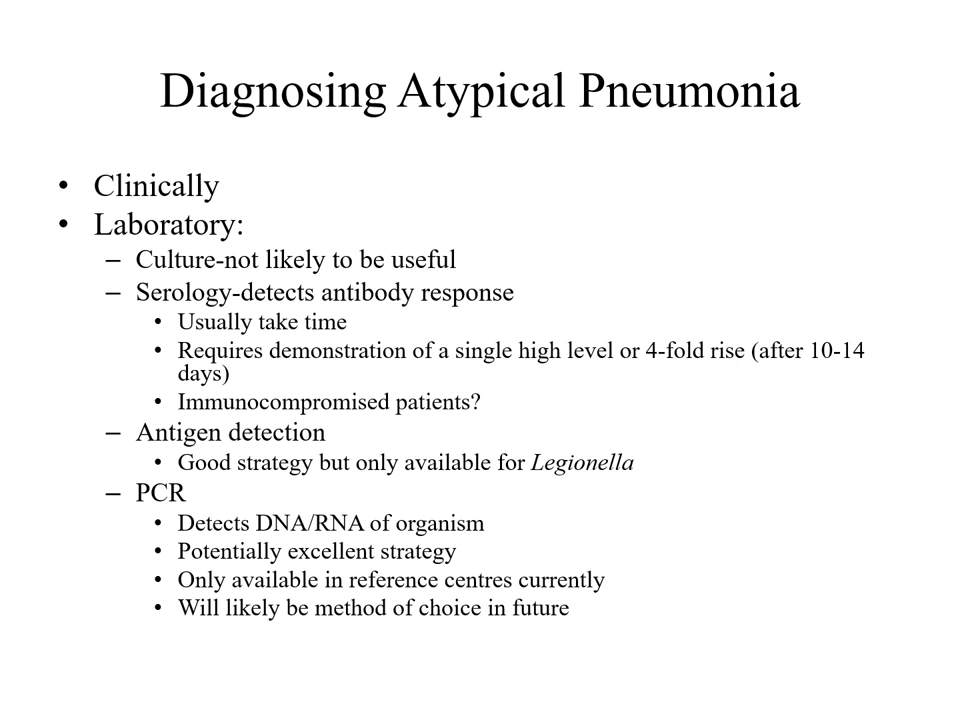 Diagnosing Atypical Pneumonia
• Clinically
• Laboratory:
– Culture-not likely to be useful
– Serology-detects antibody response
• Usually take time
• Requires demonstration of a single high level or 4-fold rise (after 10-14
days)
• Immunocompromised patients?
– Antigen detection
• Good strategy but only available for Legionella
– PCR
• Detects DNA/RNA of organism
• Potentially excellent strategy
• Only available in reference centres currently
• Will likely be method of choice in future